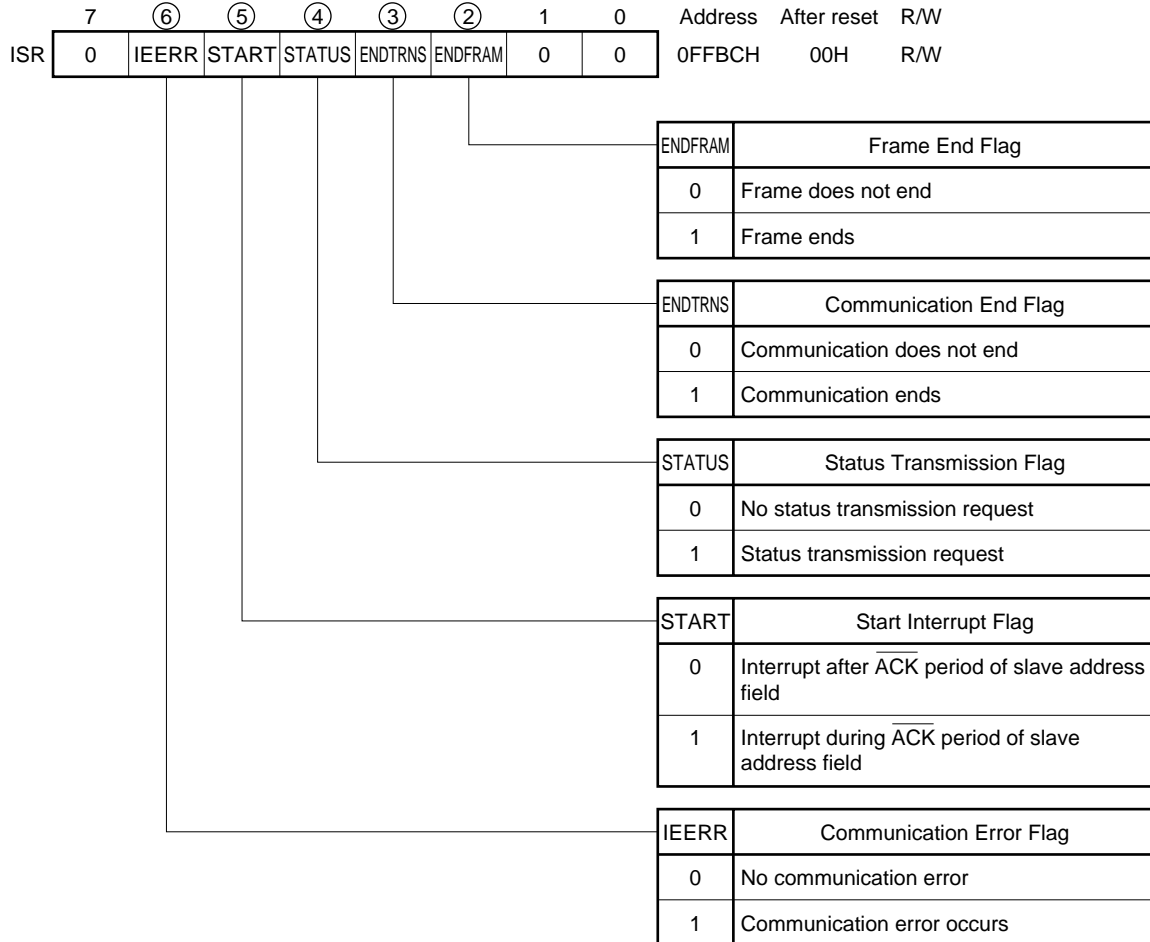 7 ⑥ ⑤ ④ ③ ② 1 0 Address After reset R/W
ISR 0 IEERR START STATUS ENDTRNS ENDFRAM 0 0 0FFBCH 00H R/W
ENDFRAM Frame End Flag
0 Frame does not end
1 Frame ends
ENDTRNS Communication End Flag
0 Communication does not end
1 Communication ends
STATUS Status Transmission Flag
0 No status transmission request
1 Status transmission request
START Start Interrupt Flag
0 Interrupt after A̅C̅K̅ period of slave address
field
1 Interrupt during A̅C̅K̅ period of slave
address field
IEERR Communication Error Flag
0 No communication error
1 Communication error occurs